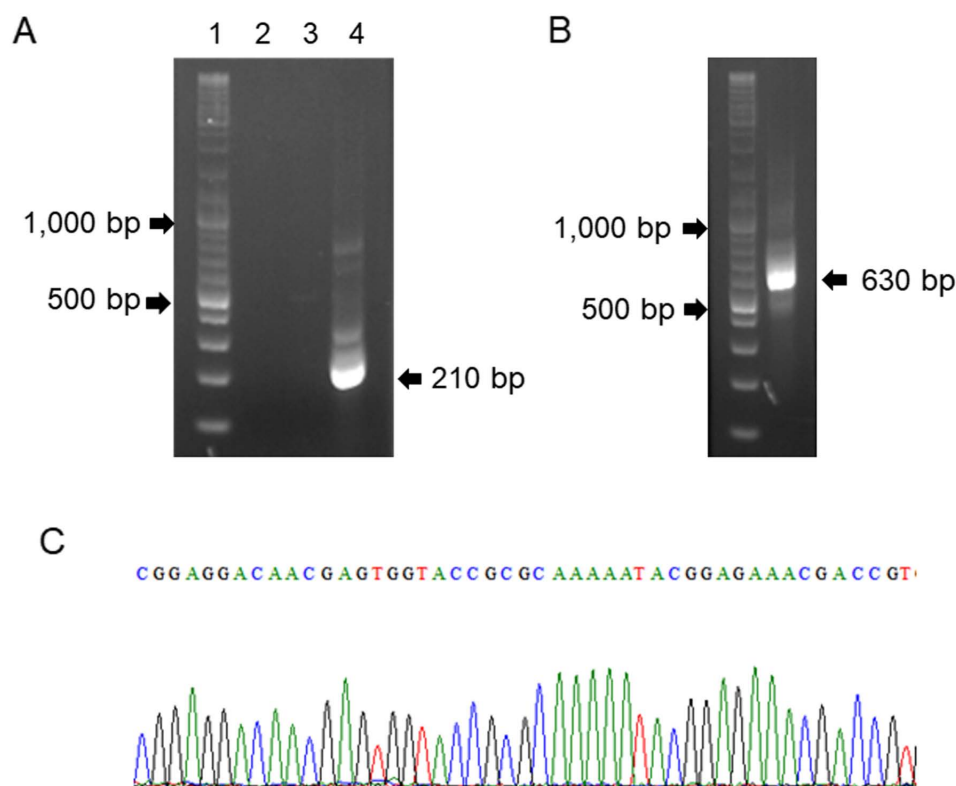 A 1 2 3 4 B
1,000 bp
500 bp
210 bp
1,000 bp
500 bp
630 bp
C
CGGAGGACAACGAGTGGTACCGCGCAAAAATACGGAGAAACGACCGT